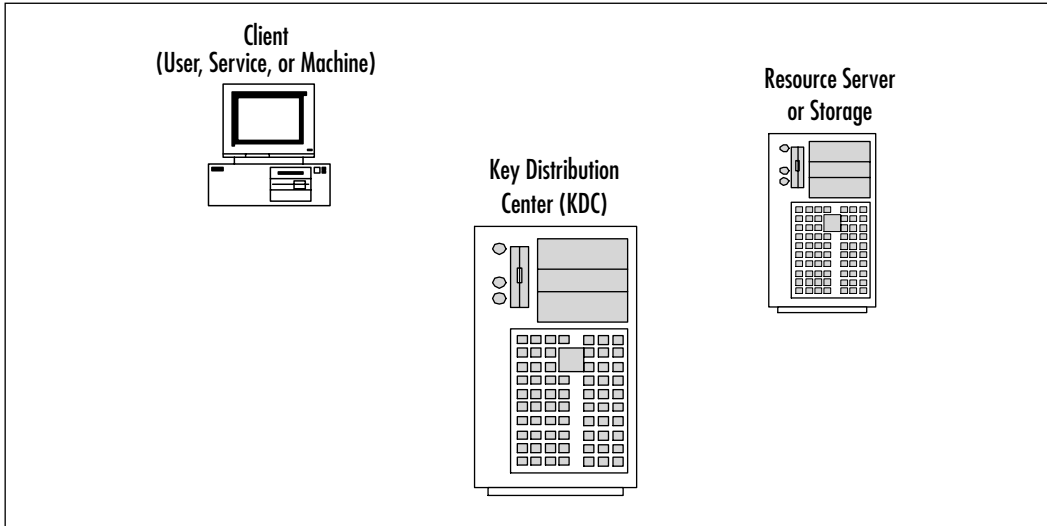 Client
(User, Service, or Machine)
Resource Server
or Storage
Key Distribution
Center (KDC)